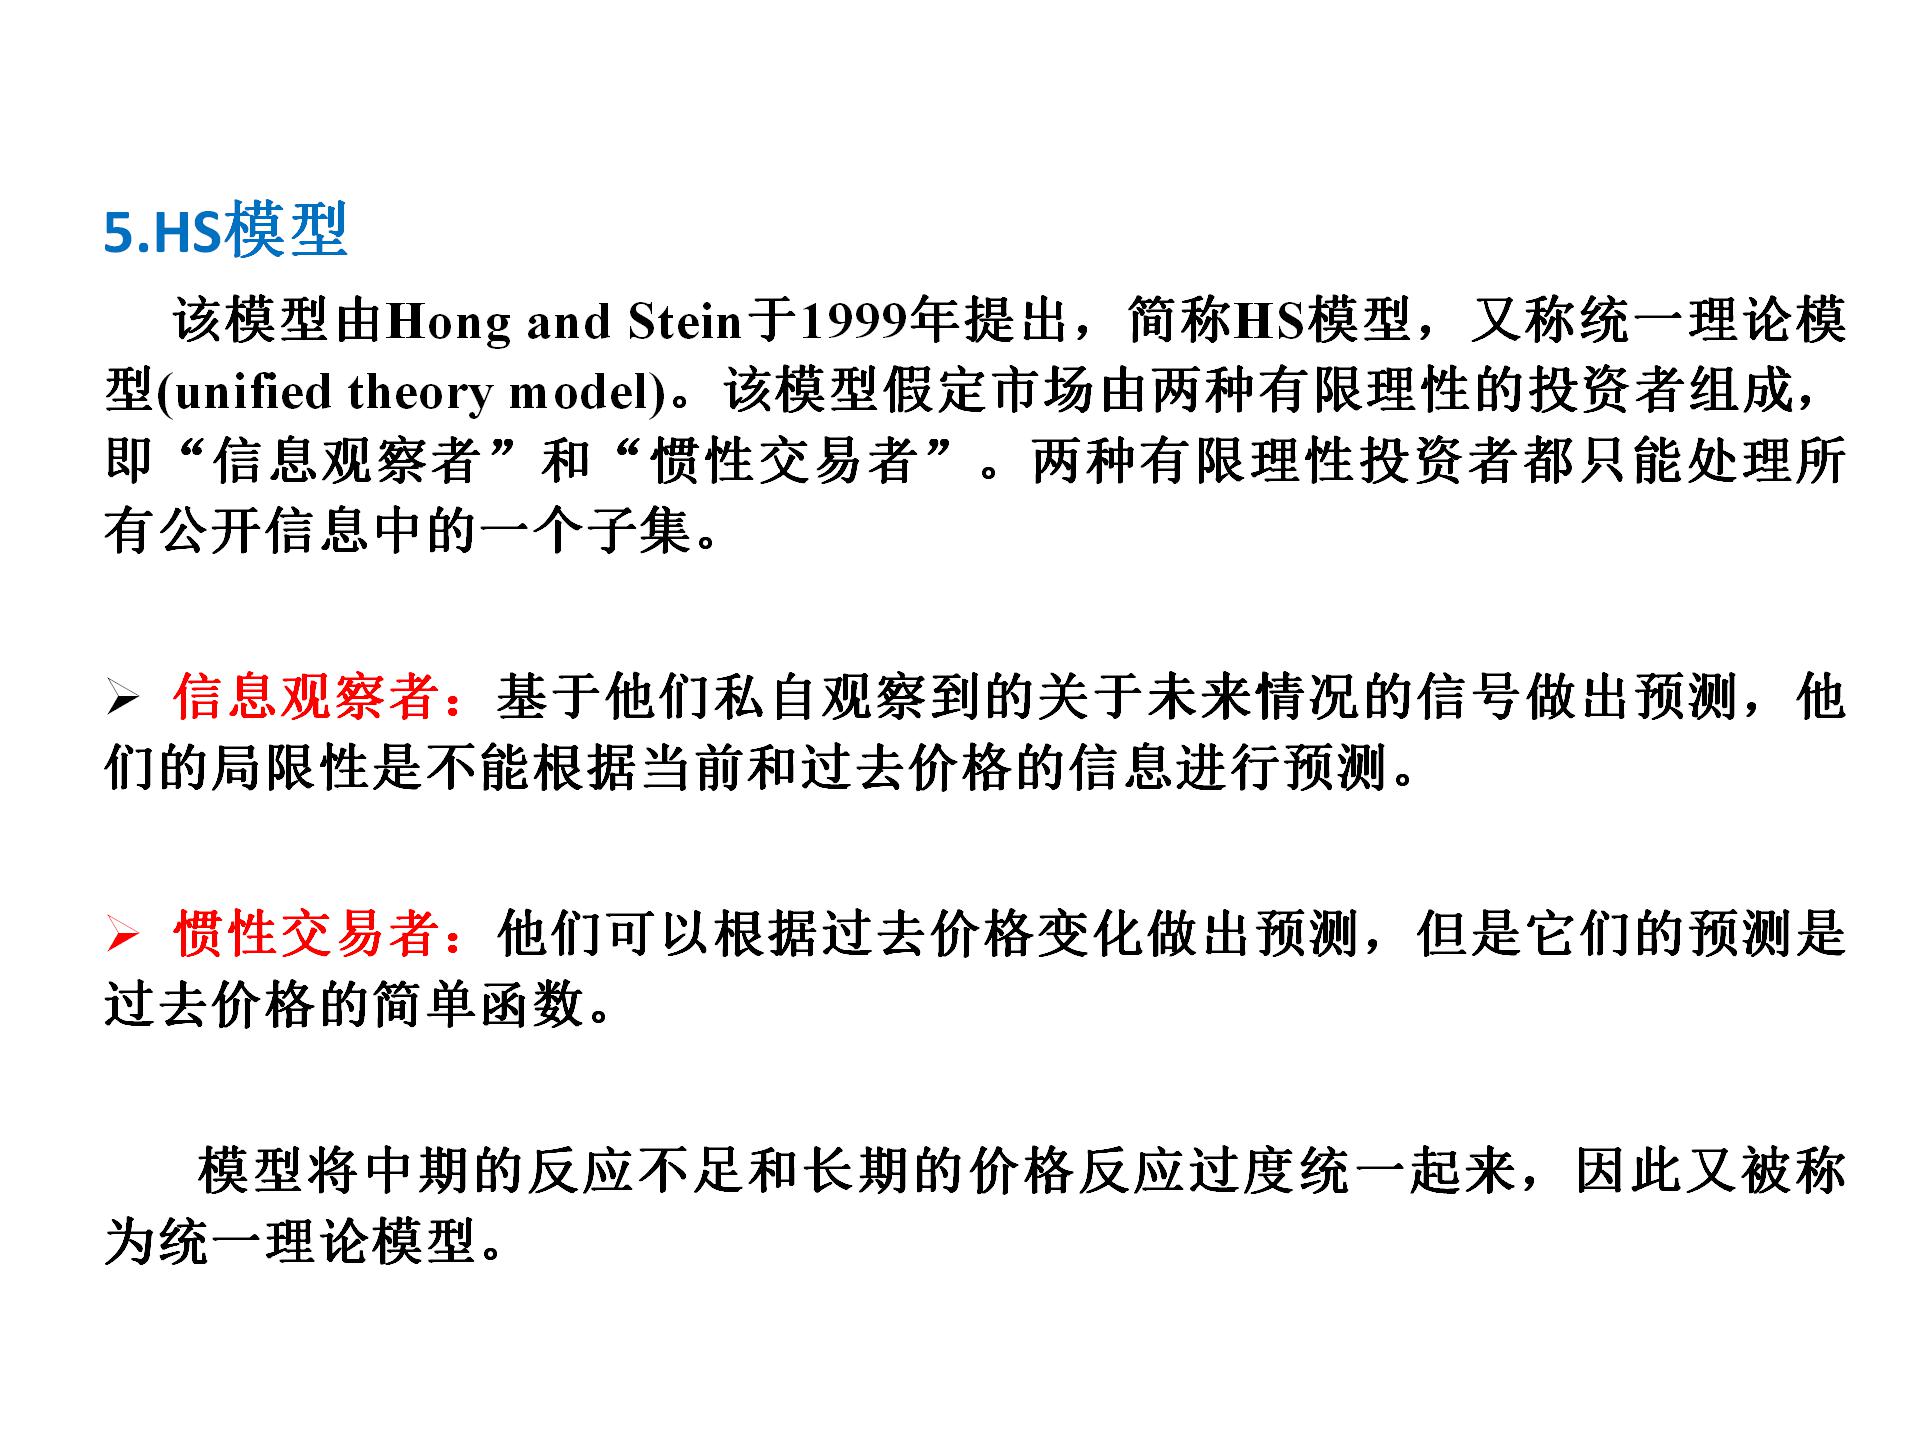 5.HS模型
该模型由Hong and Stein于1999年提出，简称HS模型，又称统一理论模
型(unified theory model)。该模型假定市场由两种有限理性的投资者组成，
即“信息观察者”和“惯性交易者”。两种有限理性投资者都只能处理所
有公开信息中的一个子集。
➢ 信息观察者：基于他们私自观察到的关于未来情况的信号做出预测，他
们的局限性是不能根据当前和过去价格的信息进行预测。
➢ 惯性交易者：他们可以根据过去价格变化做出预测，但是它们的预测是
过去价格的简单函数。
模型将中期的反应不足和长期的价格反应过度统一起来，因此又被称
为统一理论模型。